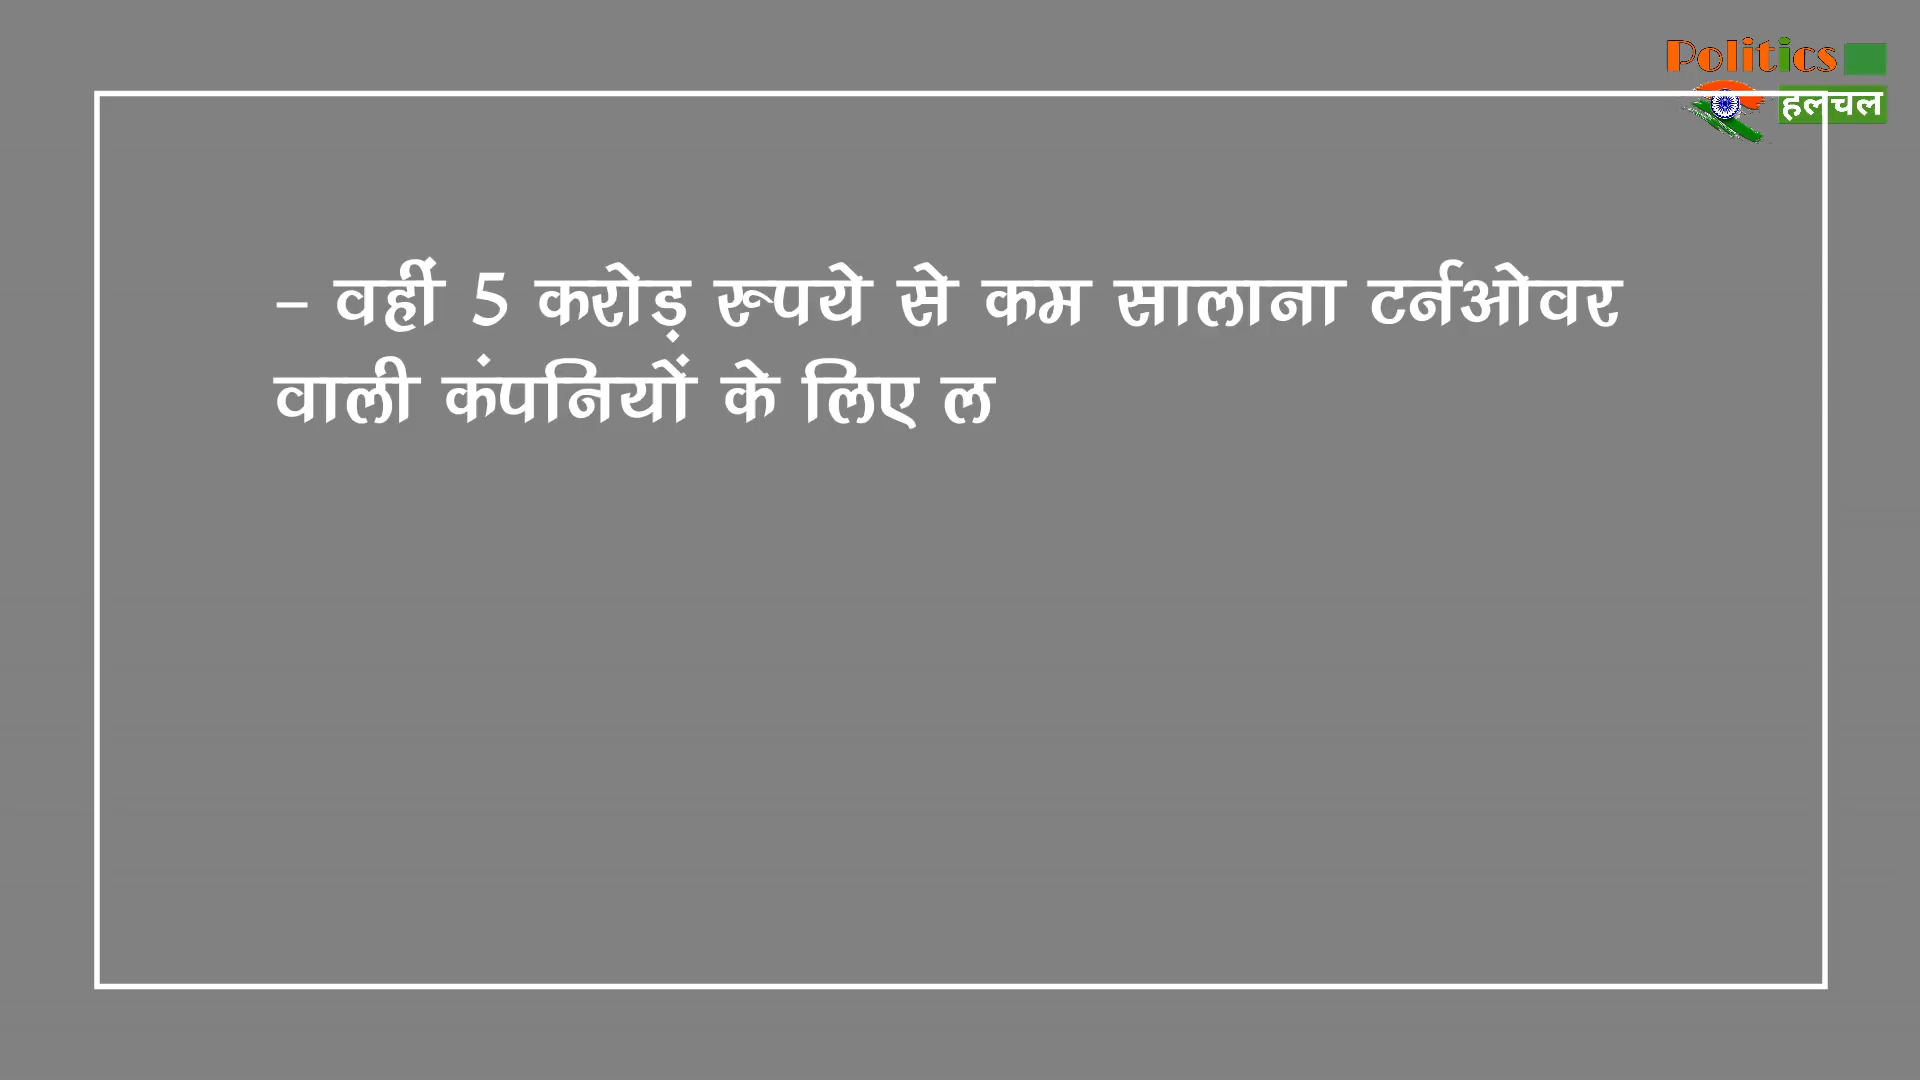 Politics
हलचल
– वहीं 5 करोड़ रूपये से कम सालाना टर्नओवर
वाली कंपनियों के लिए ल